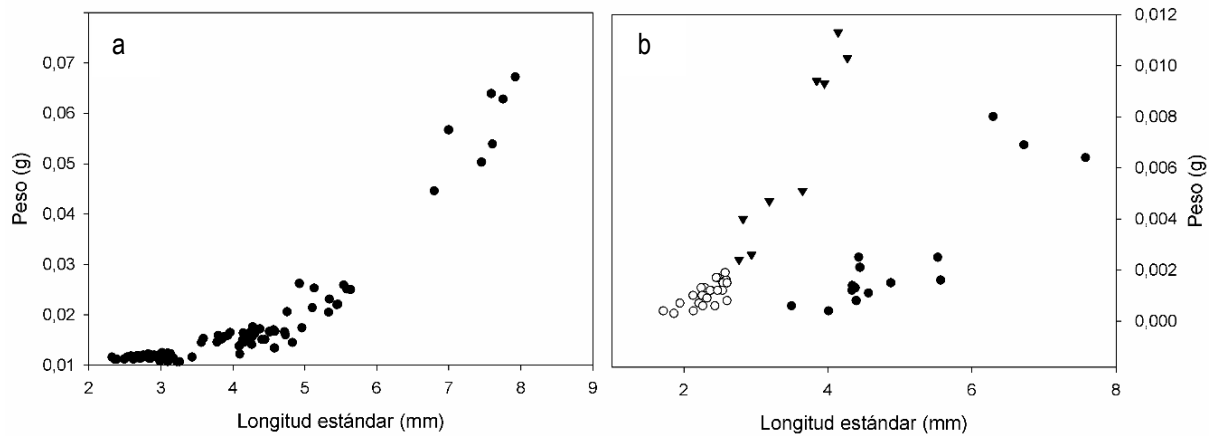 a
0,07
0,06
0,05
0,04
0,03
0,02
0,01
Peso (g)
2 3 4 5 6 7 8 9
Longitud estándar (mm)
b
0,012
0,010
0,008
0,006
0,004
0,002
0,000
Peso (g)
2 4 6 8
Longitud estándar (mm)